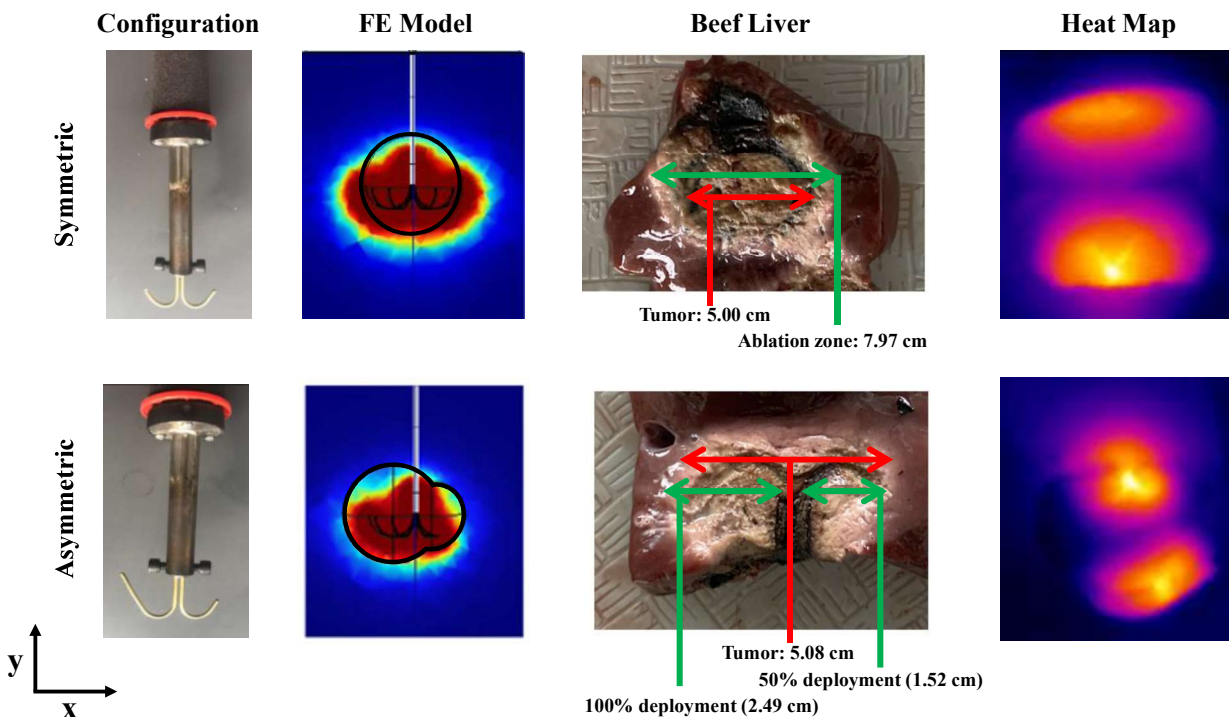 Configuration
FE Model
Beef Liver
Heat Map
Symmetric
Tumor: 5.00 cm
Ablation zone: 7.97 cm
Asymmetric
Tumor: 5.08 cm
50% deployment (1.52 cm)
100% deployment (2.49 cm)
y
x